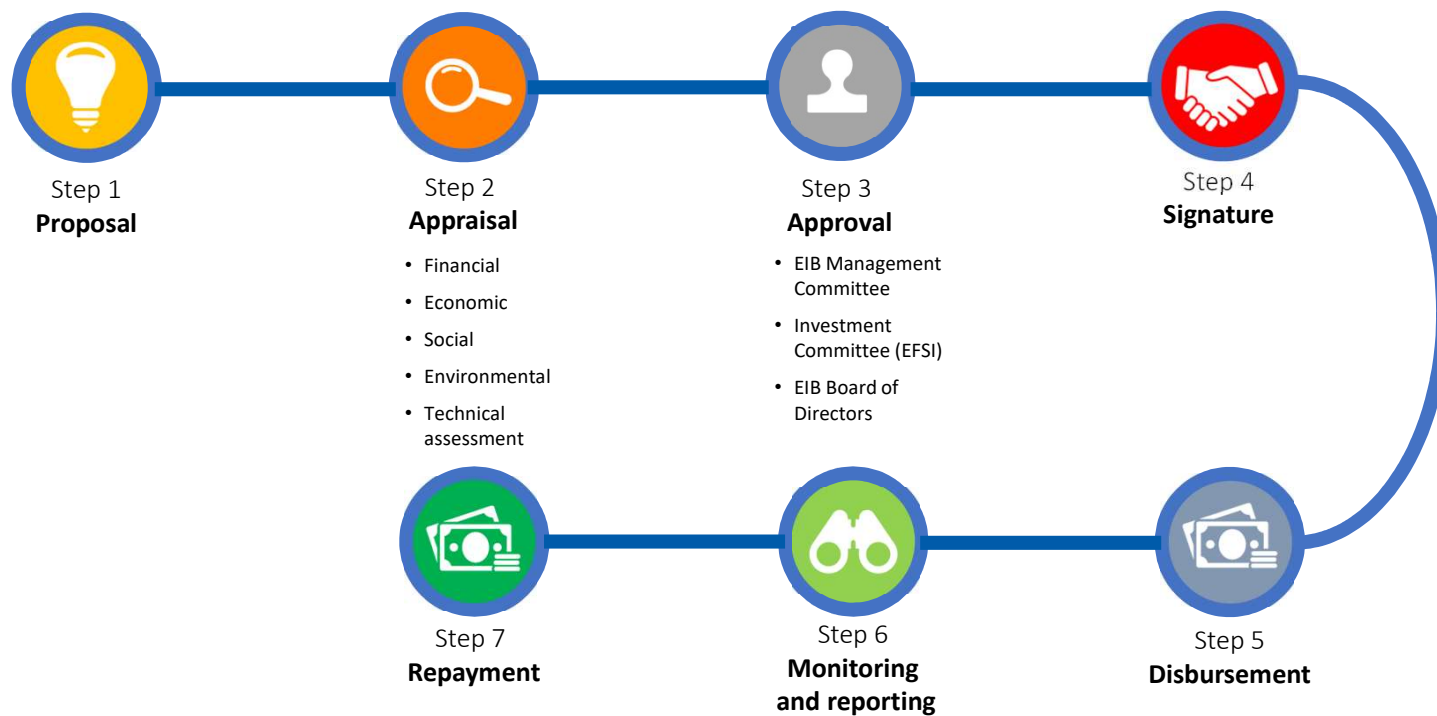 Step 1
Proposal
Step 2
Appraisal
• Financial
• Economic
• Social
• Environmental
• Technical
assessment
Step 3
Approval
• EIB Management
Committee
• Investment
Committee (EFSI)
• EIB Board of
Directors
Step 4
Signature
Step 5
Disbursement
Step 6
Monitoring
and reporting
Step 7
Repayment